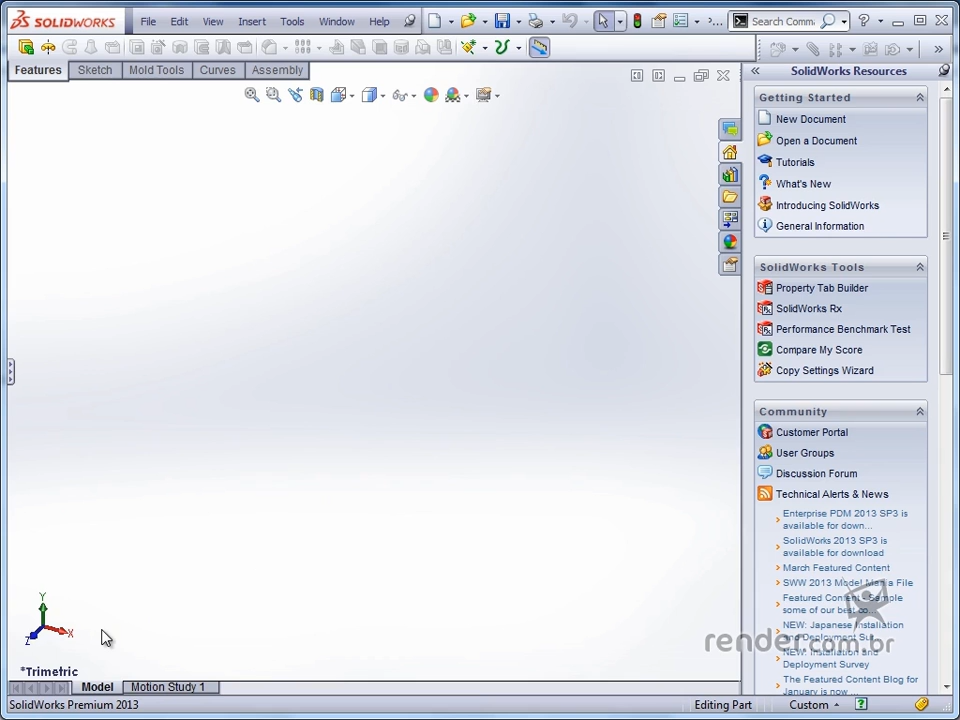 SOLIDWORKS File Edit View Insert Tools Window Help ... Search Comma ?
Features Sketch Mold Tools Curves Assembly
SolidWorks Resources
Getting Started
New Document
Open a Document
Tutorials
What's New
Introducing SolidWorks
General Information
SolidWorks Tools
Property Tab Builder
SolidWorks Rx
Performance Benchmark Test
Compare My Score
Copy Settings Wizard
Community
Customer Portal
User Groups
Discussion Forum
Technical Alerts & News
Enterprise PDM 2013 SP3 is
available for down...
SolidWorks 2013 SP3 is
available for download
March Featured Content
SWW 2013 Model Mania File
Featured Content - Sample
some of our best co...
NEW: Japanese Installation
and Deployment Sur...
NEW: Installation and
Deployment Survey
The Featured Content Blog for
January is now ...
render.com.br
Y
X
Z
*Trimetric
Model Motion Study 1
SolidWorks Premium 2013 Editing Part Custom ?